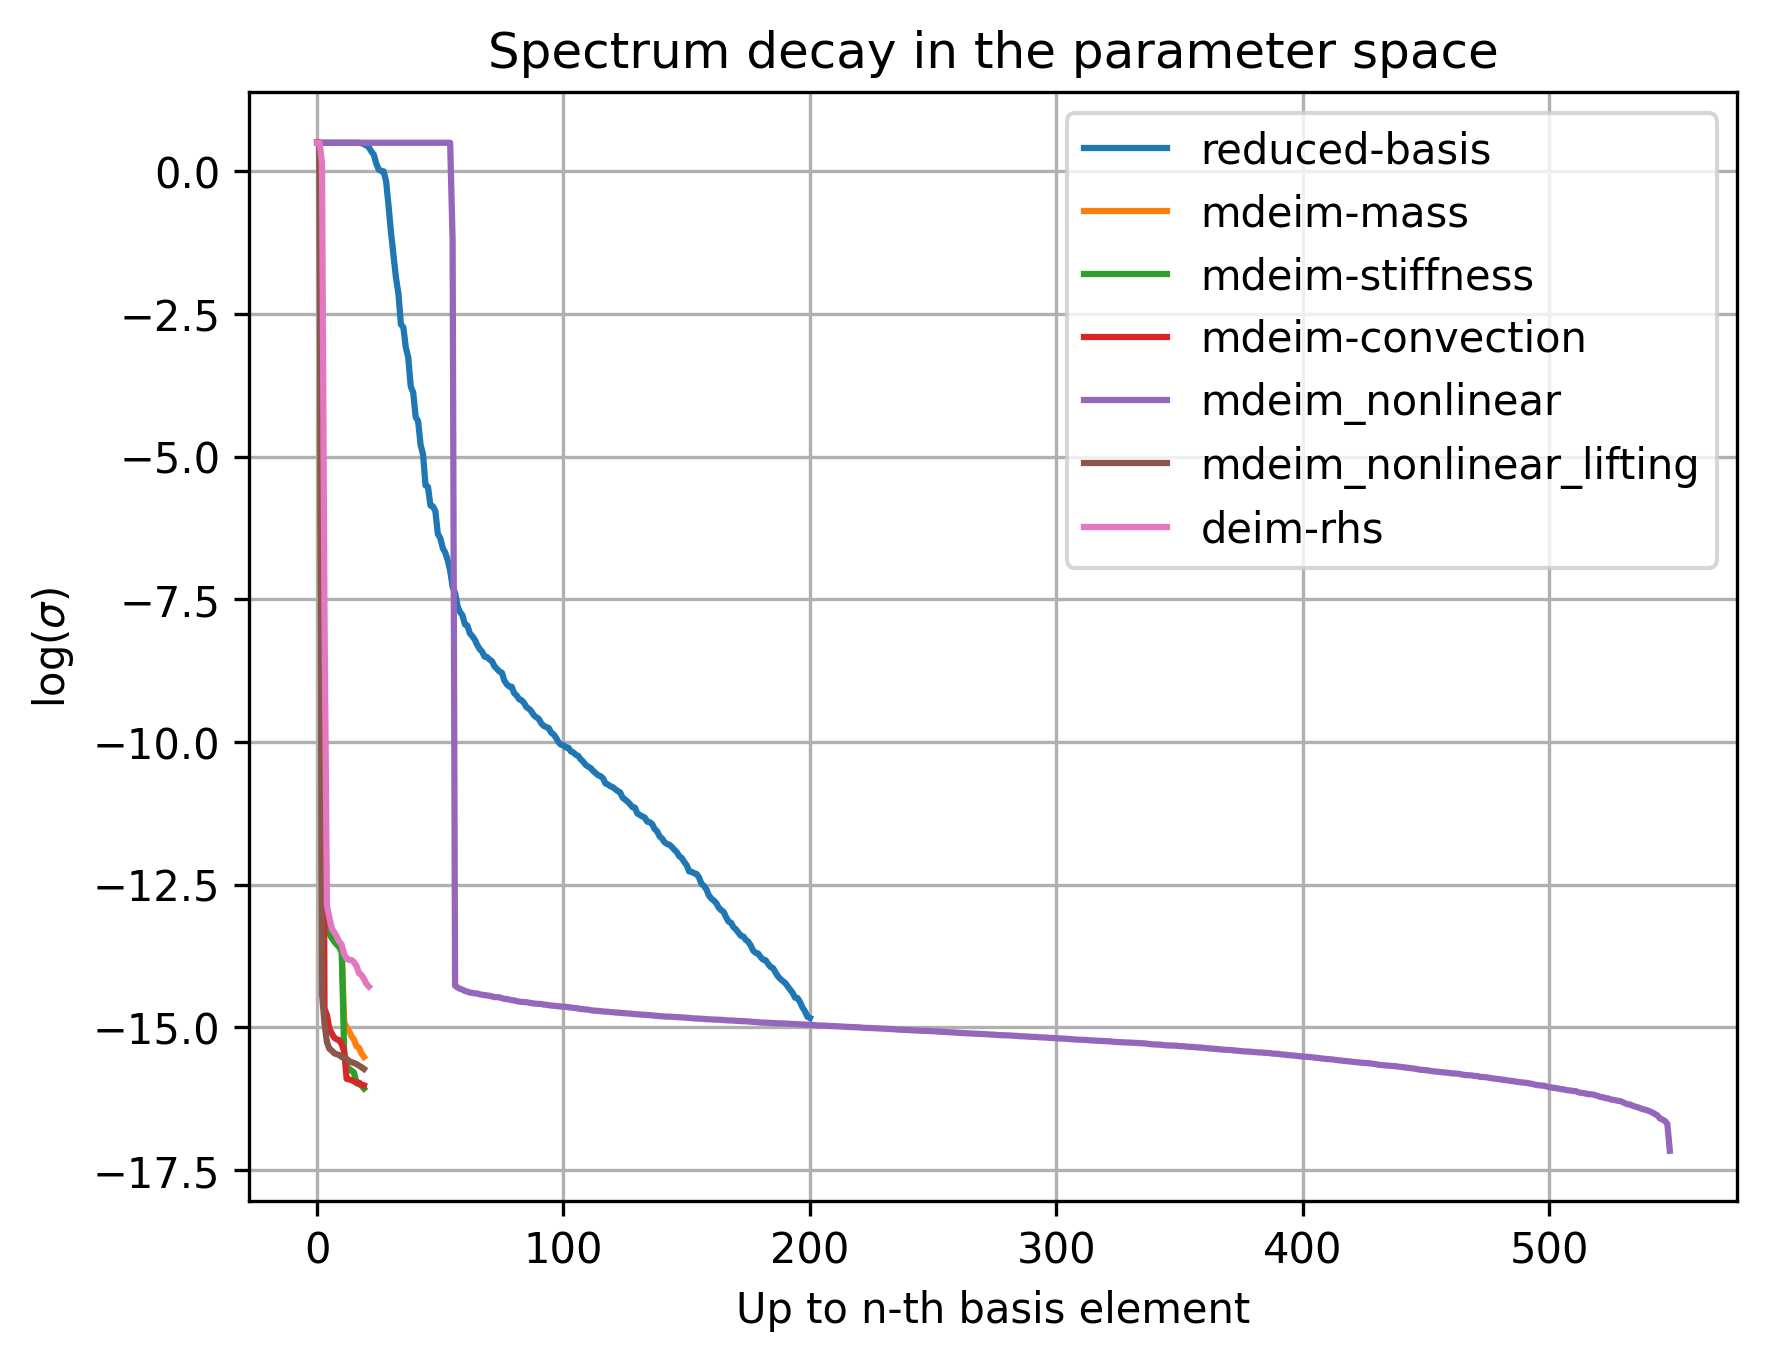 Spectrum decay in the parameter space
reduced-basis
mdeim-mass
mdeim-stiffness
mdeim-convection
mdeim_nonlinear
mdeim_nonlinear_lifting
deim-rhs
log(σ)
0.0
−2.5
−5.0
−7.5
−10.0
−12.5
−15.0
−17.5
0 100 200 300 400 500
Up to n-th basis element